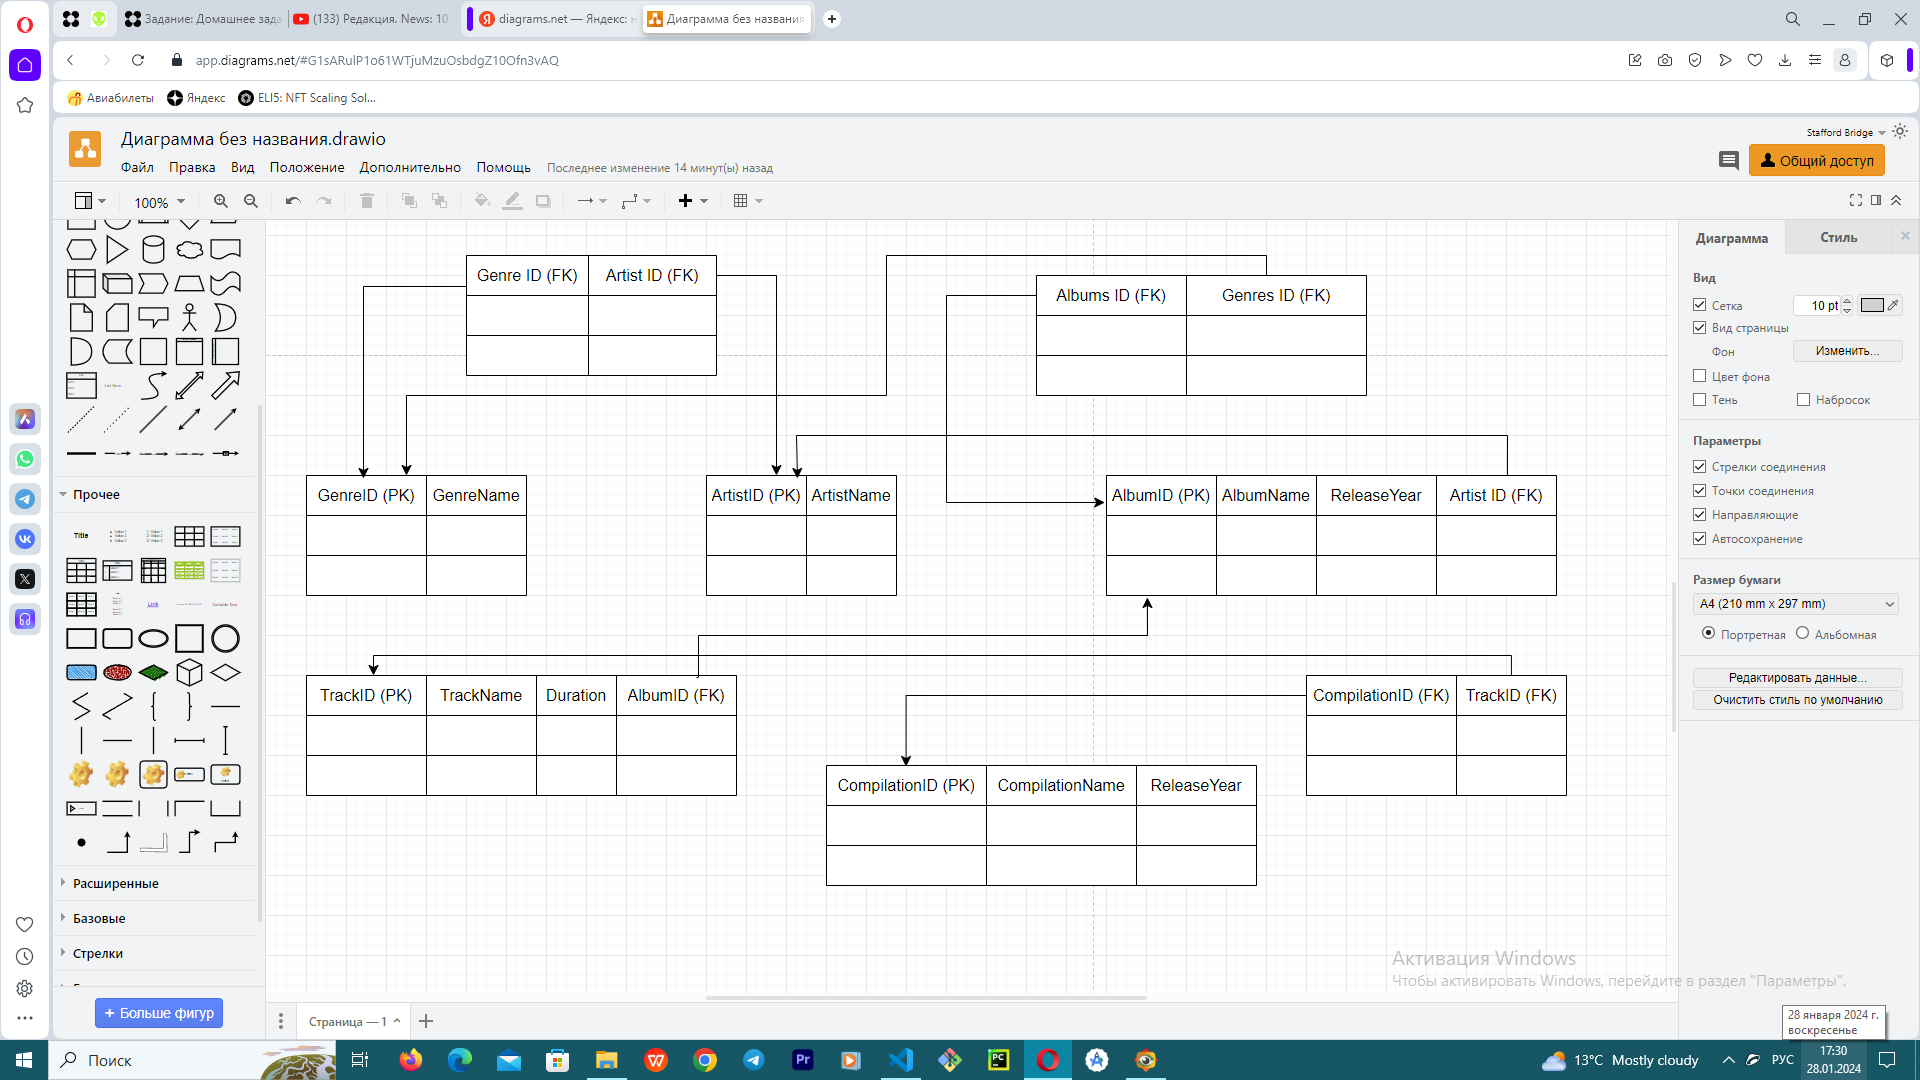 Задание: Домашнее зада
(133) Редакция. News: 10
diagrams.net — Яндекс: н
Диаграмма без названия
app.diagrams.net/#G1sARulP1o61WTjuMzuOsbdgZ10Ofn3vAQ
Авиабилеты
Яндекс
ELI5: NFT Scaling Sol...
Диаграмма без названия.drawio
Stafford Bridge
Файл Правка Вид Положение Дополнительно Помощь Последнее изменение 14 минут(ы) назад
Общий доступ
100%
Genre ID (FK) Artist ID (FK)
Albums ID (FK) Genres ID (FK)
GenreID (PK) GenreName
ArtistID (PK) ArtistName
AlbumID (PK) AlbumName ReleaseYear Artist ID (FK)
TrackID (PK) TrackName Duration AlbumID (FK)
CompilationID (FK) TrackID (FK)
CompilationID (PK) CompilationName ReleaseYear
Прочее
Title
Link
Расширенные
Базовые
Стрелки
+ Больше фигур
Диаграмма Стиль
Вид
Сетка 10 pt
Вид страницы
Фон Изменить...
Цвет фона
Тень Набросок
Параметры
Стрелки соединения
Точки соединения
Направляющие
Автосохранение
Размер бумаги
A4 (210 mm x 297 mm)
Портретная Альбомная
Редактировать данные...
Очистить стиль по умолчанию
Активация Windows
Чтобы активировать Windows, перейдите в раздел "Параметры".
Страница — 1
28 января 2024 г.
воскресенье
Поиск
13°C Mostly cloudy
РУС
17:30
28.01.2024